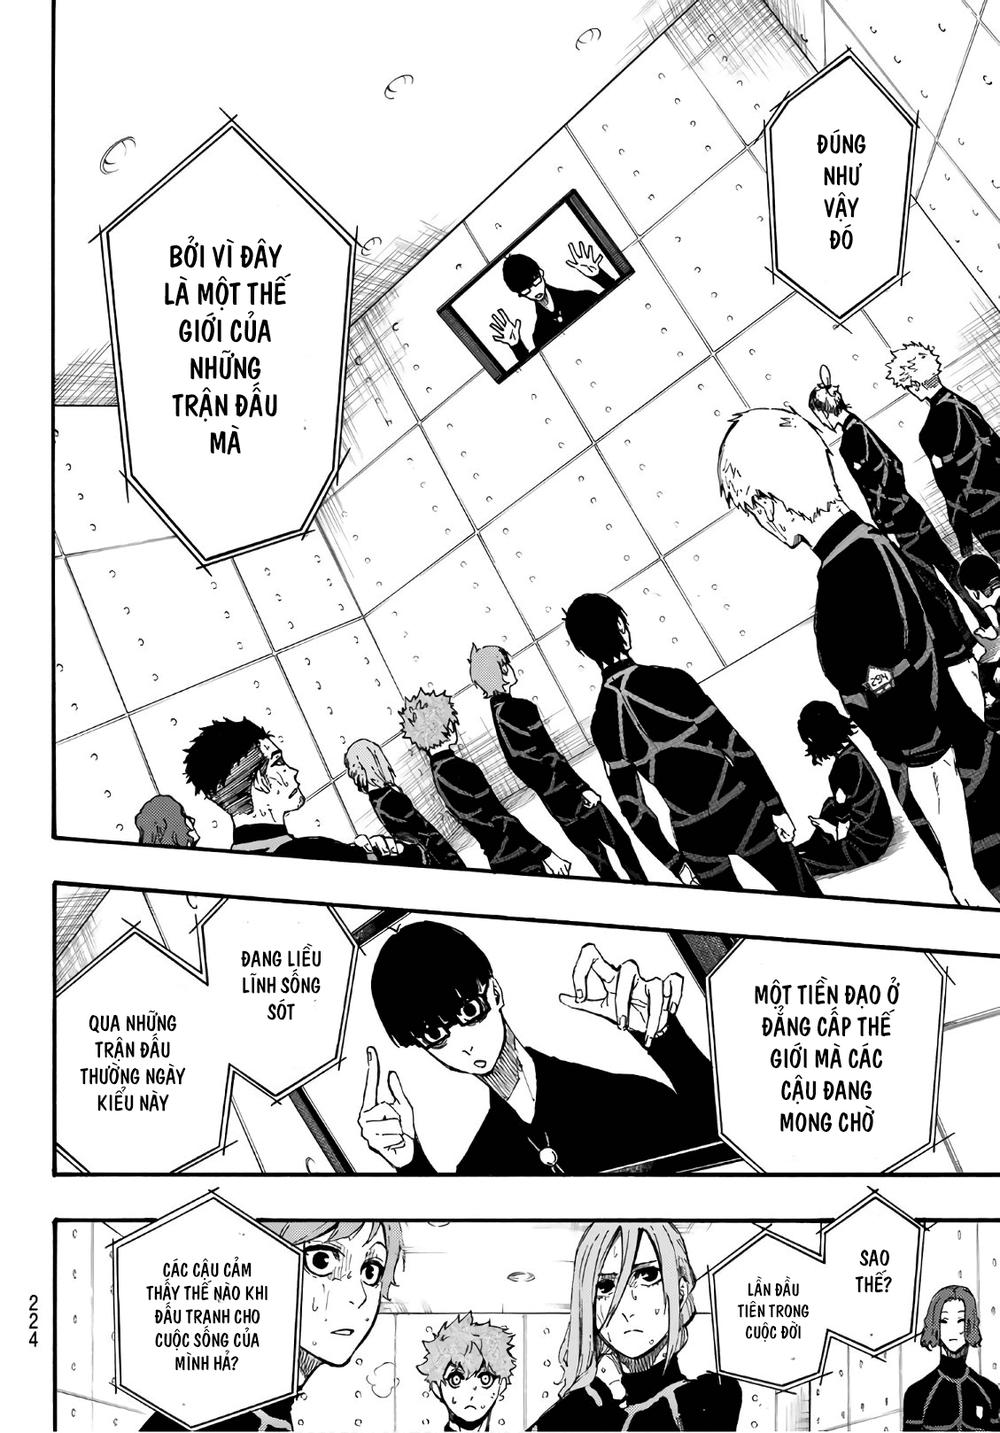 ĐÚNG
NHƯ
VẬY
ĐÓ
BỞI VÌ ĐÂY
LÀ MỘT THẾ
GIỚI CỦA
NHỮNG
TRẬN ĐẤU
MÀ
294
MỘT TIỀN ĐẠO Ở
ĐẲNG CẤP THẾ
GIỚI MÀ CÁC
CẬU ĐANG
MONG CHỜ
ĐANG LIỀU
LĨNH SỐNG
SÓT
QUA NHỮNG
TRẬN ĐẤU
THƯỜNG NGÀY
KIỂU NÀY
SAO
THẾ?
LẦN ĐẦU
TIÊN TRONG
CUỘC ĐỜI
CÁC CẬU CẢM
THẤY THẾ NÀO KHI
ĐẤU TRANH CHO
CUỘC SỐNG CỦA
MÌNH HẢ?
224